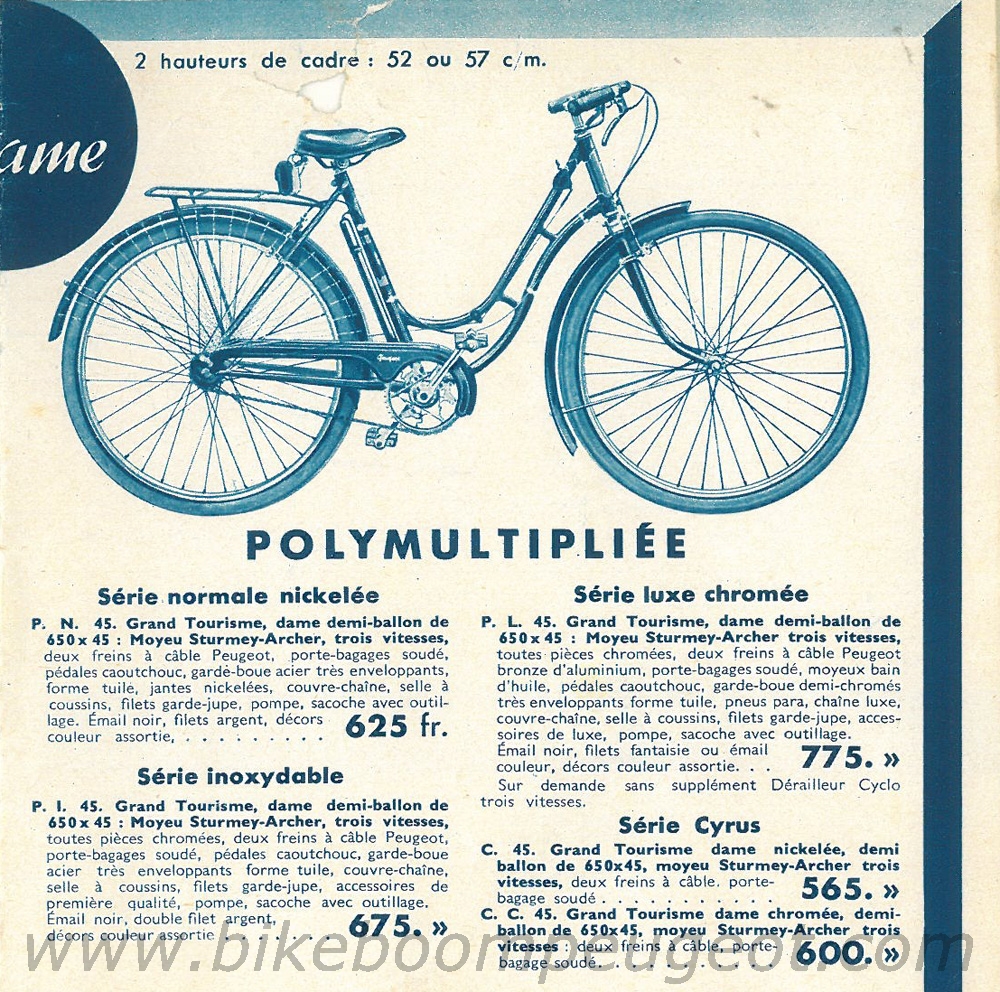 2 hauteurs de cadre : 52 ou 57 c/m.
ame
Peugeot
POLYMULTIPLIÉE
Série normale nickelée
P. N. 45. Grand Tourisme, dame demi-ballon de
650 x 45 : Moyeu Sturmey-Archer, trois vitesses,
deux freins à câble Peugeot, porte-bagages soudé,
pédales caoutchouc, garde-boue acier très enveloppants,
forme tuile, jantes nickelées, couvre-chaîne, selle à
coussins, filets garde-jupe, pompe, sacoche avec outil-
lage. Émail noir, filets argent, décors
couleur assortie, . . . . . . . . . 625 fr.
Série inoxydable
P. I. 45. Grand Tourisme, dame demi-ballon de
650 x 45 : Moyeu Sturmey-Archer, trois vitesses,
toutes pièces chromées, deux freins à câble Peugeot,
porte-bagages soudé, pédales caoutchouc, garde-boue
acier très enveloppants forme tuile, couvre-chaîne,
selle à coussins, filets garde-jupe, accessoires de
première qualité, pompe, sacoche avec outillage.
Émail noir, double filet argent,
décors couleur assortie . . . . . . . 675. »
Série luxe chromée
P. L. 45. Grand Tourisme, dame demi-ballon de
650 x 45 : Moyeu Sturmey-Archer trois vitesses,
toutes pièces chromées, deux freins à câble Peugeot
bronze d'aluminium, porte-bagages soudé, moyeux bain
d'huile, pédales caoutchouc, garde-boue demi-chromés
très enveloppants forme tuile, pneus para, chaîne luxe,
couvre-chaîne, selle à coussins, filets garde-jupe, acces-
soires de luxe, pompe, sacoche avec outillage.
Émail noir, filets fantaisie ou émail
couleur, décors couleur assortie. . . 775. »
Sur demande sans supplément Dérailleur Cyclo
trois vitesses.
Série Cyrus
C. 45. Grand Tourisme dame nickelée, demi
ballon de 650x45, moyeu Sturmey-Archer trois
vitesses, deux freins à câble. porte-
bagage soudé . . . . . . . . . . . 565. »
C. C. 45. Grand Tourisme dame chromée, demi-
ballon de 650x45, moyeu Sturmey-Archer trois
vitesses : deux freins à câble, porte-
bagage soudé. . . . . . . . . . . 600. »
www.bikeboompeugeot.com